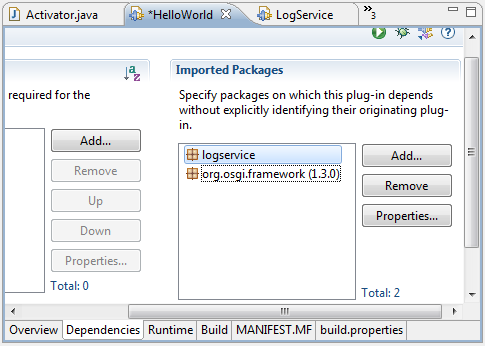 Activator.java
*HelloWorld
LogService
»3
Imported Packages
required for the
Specify packages on which this plug-in depends
without explicitly identifying their originating plug-
in.
Add...
Remove
Up
Down
Properties...
Total: 0
logservice
org.osgi.framework (1.3.0)
Add...
Remove
Properties...
Total: 2
Overview Dependencies Runtime Build MANIFEST.MF build.properties